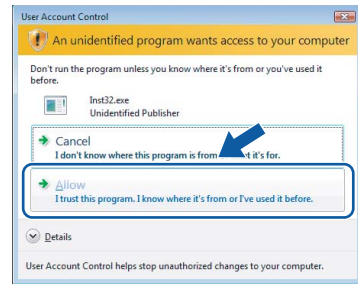 User Account Control
An unidentified program wants access to your computer
Don't run the program unless you know where it's from or you've used it
before.
Inst32.exe
Unidentified Publisher
Cancel
I don't know where this program is from it's for.
Allow
I trust this program. I know where it's from or I've used it before.
Details
User Account Control helps stop unauthorized changes to your computer.